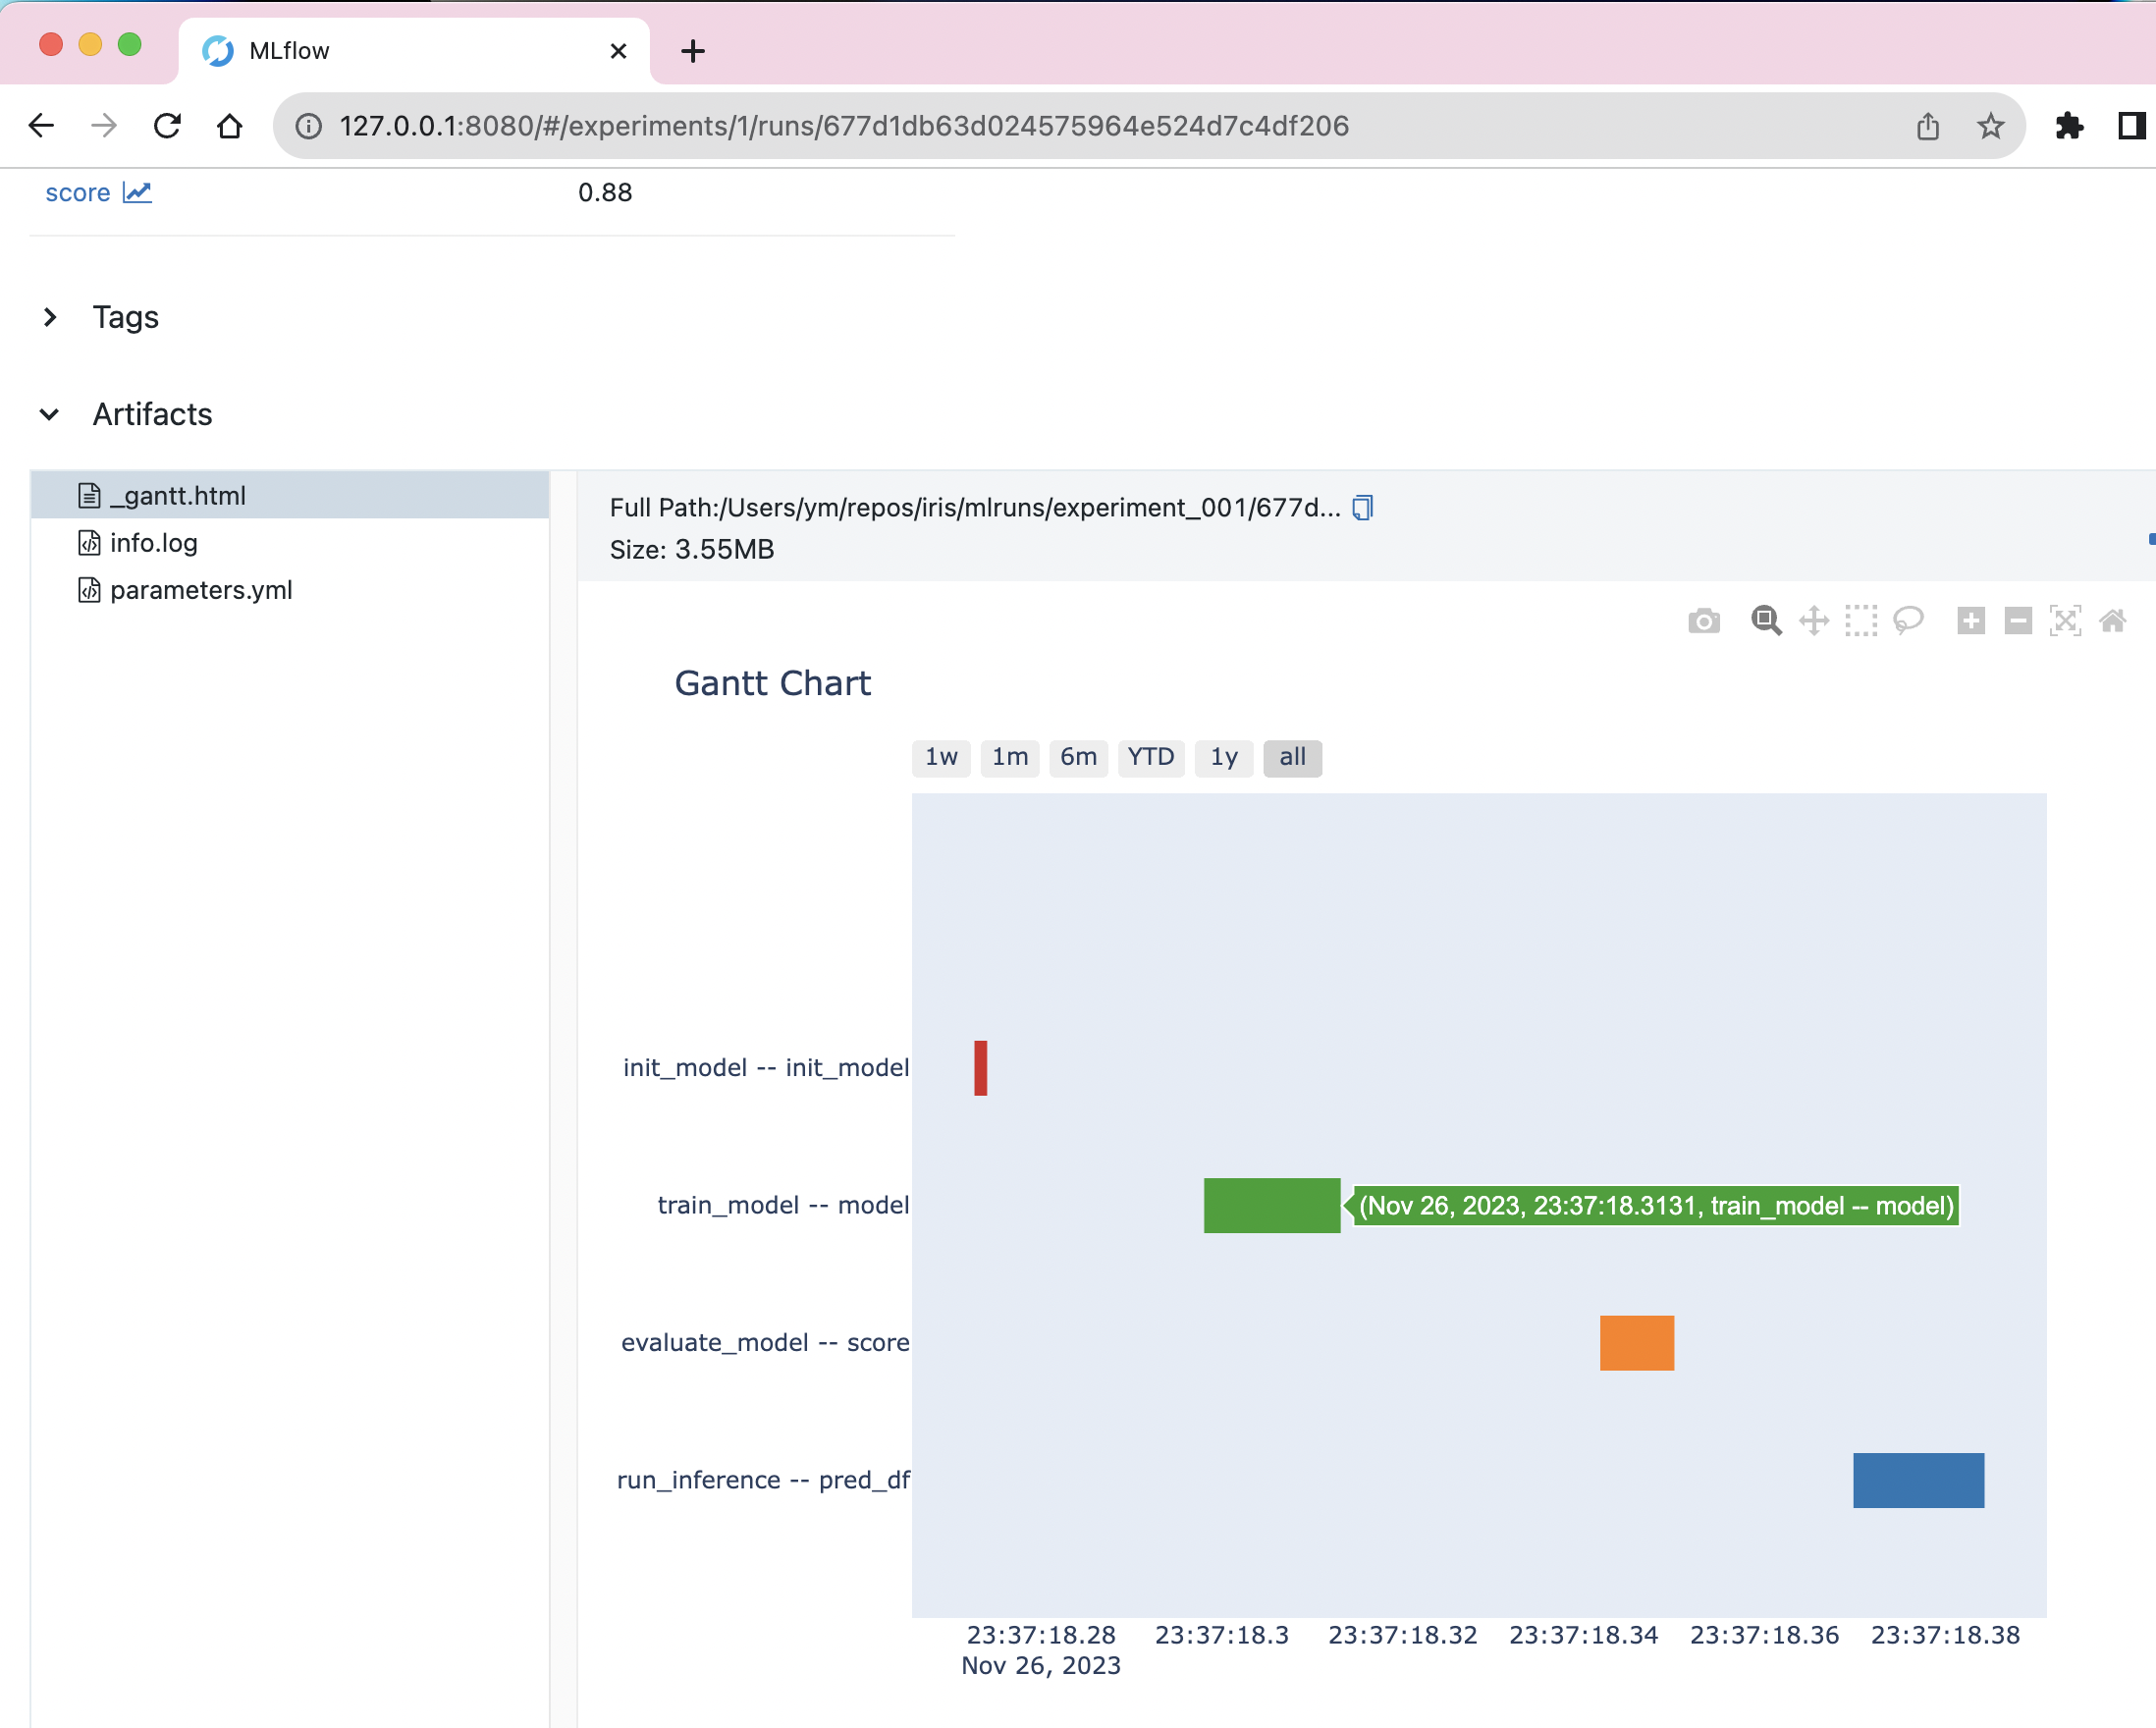 MLflow
127.0.0.1:8080/#/experiments/1/runs/677d1db63d024575964e524d7c4df206
score 0.88
Tags
Artifacts
_gantt.html
info.log
parameters.yml
Full Path:/Users/ym/repos/iris/mlruns/experiment_001/677d...
Size: 3.55MB
Gantt Chart
1w 1m 6m YTD 1y all
init_model -- init_model
train_model -- model
(Nov 26, 2023, 23:37:18.3131, train_model -- model)
evaluate_model -- score
run_inference -- pred_df
23:37:18.28 23:37:18.3 23:37:18.32 23:37:18.34 23:37:18.36 23:37:18.38
Nov 26, 2023